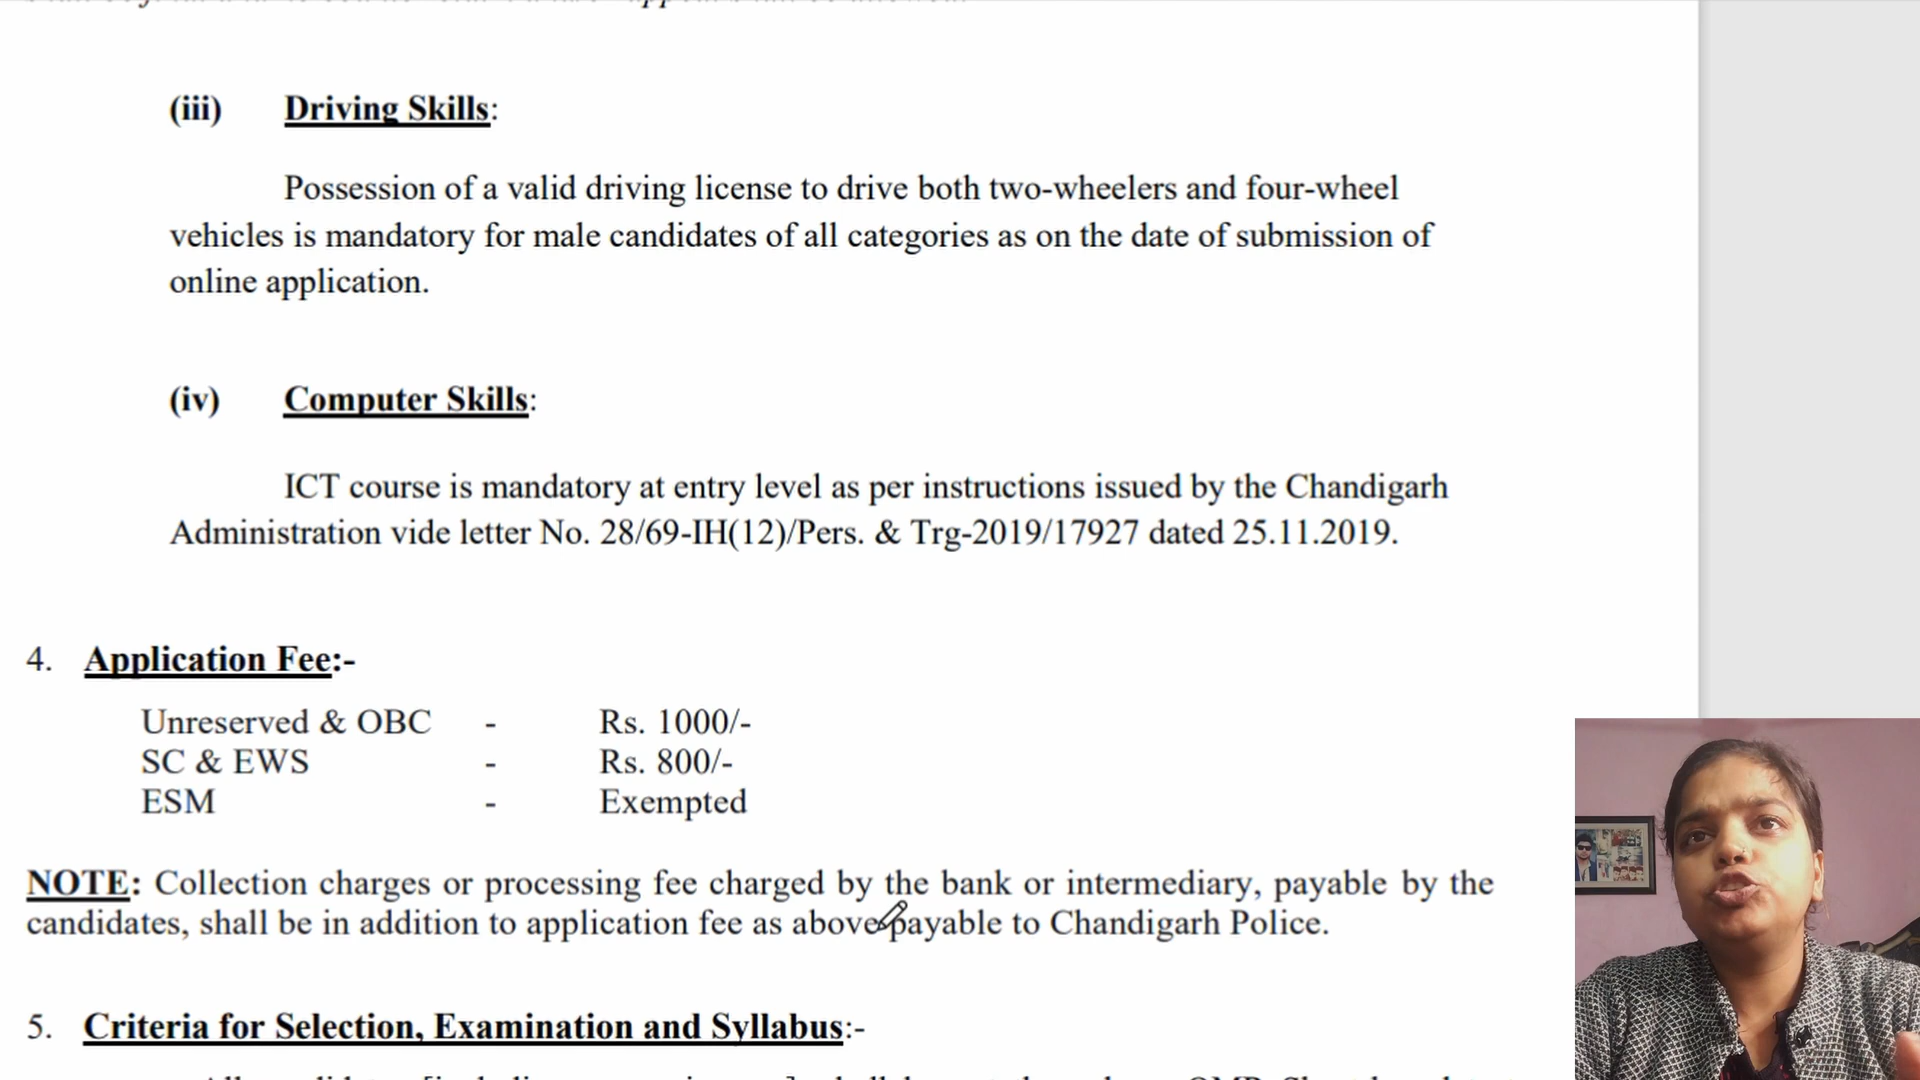 (iii) Driving Skills:
Possession of a valid driving license to drive both two-wheelers and four-wheel
vehicles is mandatory for male candidates of all categories as on the date of submission of
online application.
(iv) Computer Skills:
ICT course is mandatory at entry level as per instructions issued by the Chandigarh
Administration vide letter No. 28/69-IH(12)/Pers. & Trg-2019/17927 dated 25.11.2019.
4. Application Fee:-
Unreserved & OBC - Rs. 1000/-
SC & EWS - Rs. 800/-
ESM - Exempted
NOTE: Collection charges or processing fee charged by the bank or intermediary, payable by the
candidates, shall be in addition to application fee as above payable to Chandigarh Police.
5. Criteria for Selection, Examination and Syllabus:-